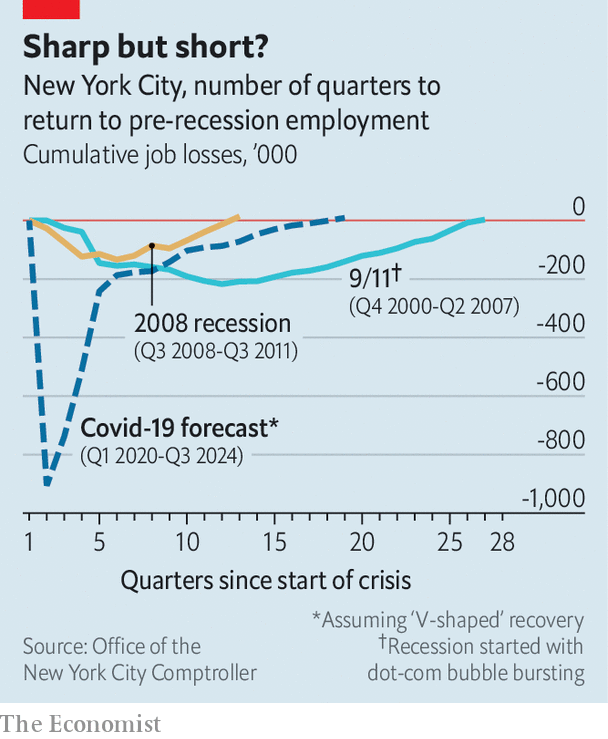 Sharp but short?
New York City, number of quarters to
return to pre-recession employment
Cumulative job losses, ’000
0
-200
-400
-600
-800
-1,000
9/11†
(Q4 2000-Q2 2007)
2008 recession
(Q3 2008-Q3 2011)
Covid-19 forecast*
(Q1 2020-Q3 2024)
1 5 10 15 20 25 28
Quarters since start of crisis
*Assuming ‘V-shaped’ recovery
†Recession started with
dot-com bubble bursting
Source: Office of the
New York City Comptroller
The Economist